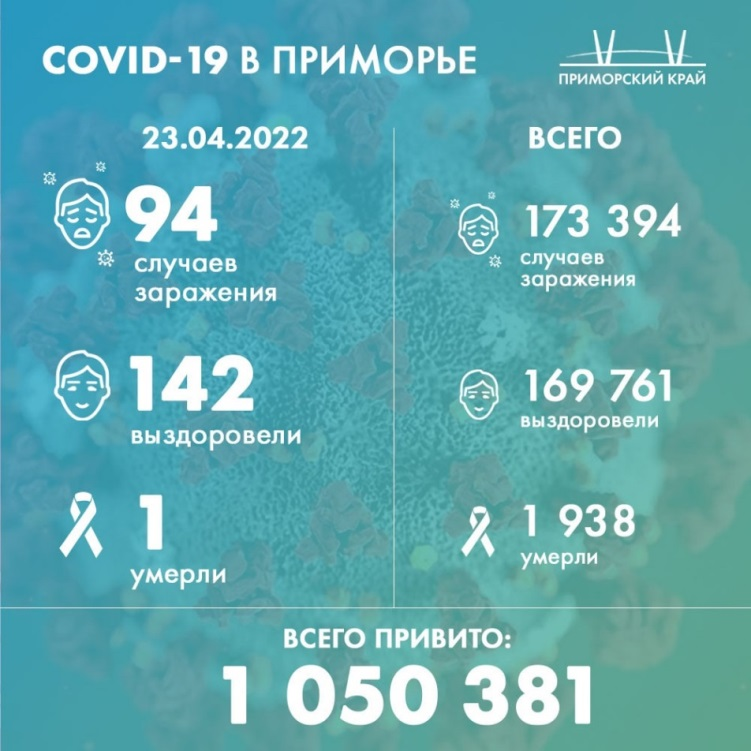 COVID-19 В ПРИМОРЬЕ
ПРИМОРСКИЙ КРАЙ
23.04.2022
94
случаев
заражения
142
выздоровели
1
умерли
ВСЕГО
173 394
случаев
заражения
169 761
выздоровели
1 938
умерли
ВСЕГО ПРИВИТО:
1 050 381